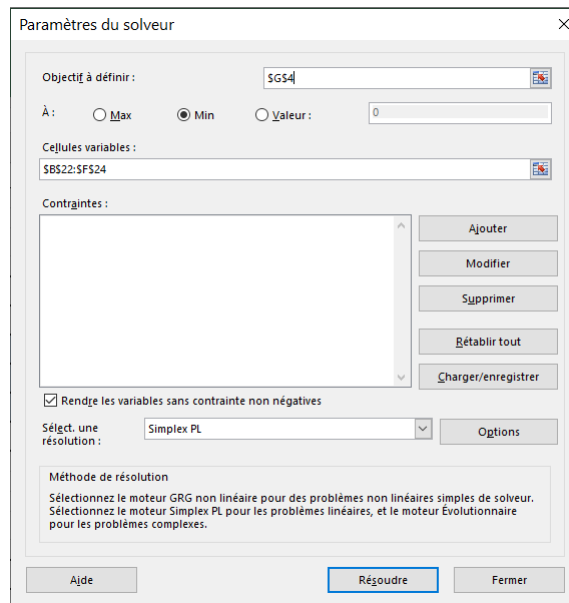 Paramètres du solveur
Objectif à définir :
$G$4
À :
Max
Min
Valeur :
0
Cellules variables :
$B$22:$F$24
Contraintes :
Ajouter
Modifier
Supprimer
Rétablir tout
Charger/enregistrer
Rendre les variables sans contrainte non négatives
Sélect. une
résolution :
Simplex PL
Options
Méthode de résolution
Sélectionnez le moteur GRG non linéaire pour des problèmes non linéaires simples de solveur.
Sélectionnez le moteur Simplex PL pour les problèmes linéaires, et le moteur Évolutionnaire
pour les problèmes complexes.
Aide
Résoudre
Fermer